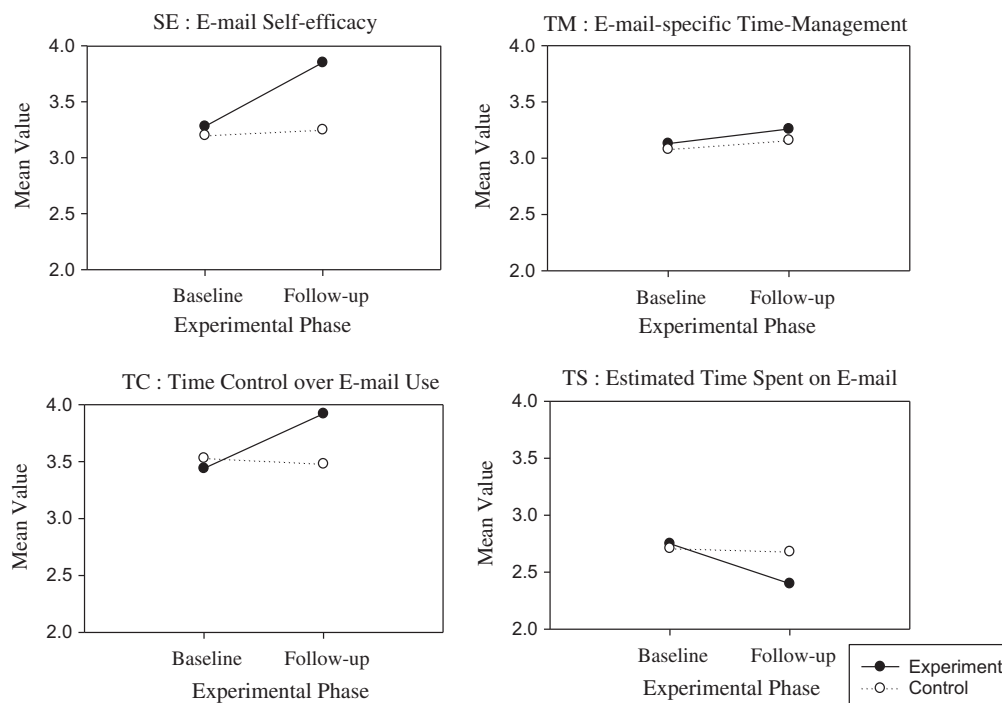 SE : E-mail Self-efficacy
4.0
3.5
3.0
2.5
2.0
Mean Value
Baseline Follow-up
Experimental Phase
TM : E-mail-specific Time-Management
4.0
3.5
3.0
2.5
2.0
Mean Value
Baseline Follow-up
Experimental Phase
TC : Time Control over E-mail Use
4.0
3.5
3.0
2.5
2.0
Mean Value
Baseline Follow-up
Experimental Phase
TS : Estimated Time Spent on E-mail
4.0
3.5
3.0
2.5
2.0
Mean Value
Baseline Follow-up
Experimental Phase
Experiment
Control